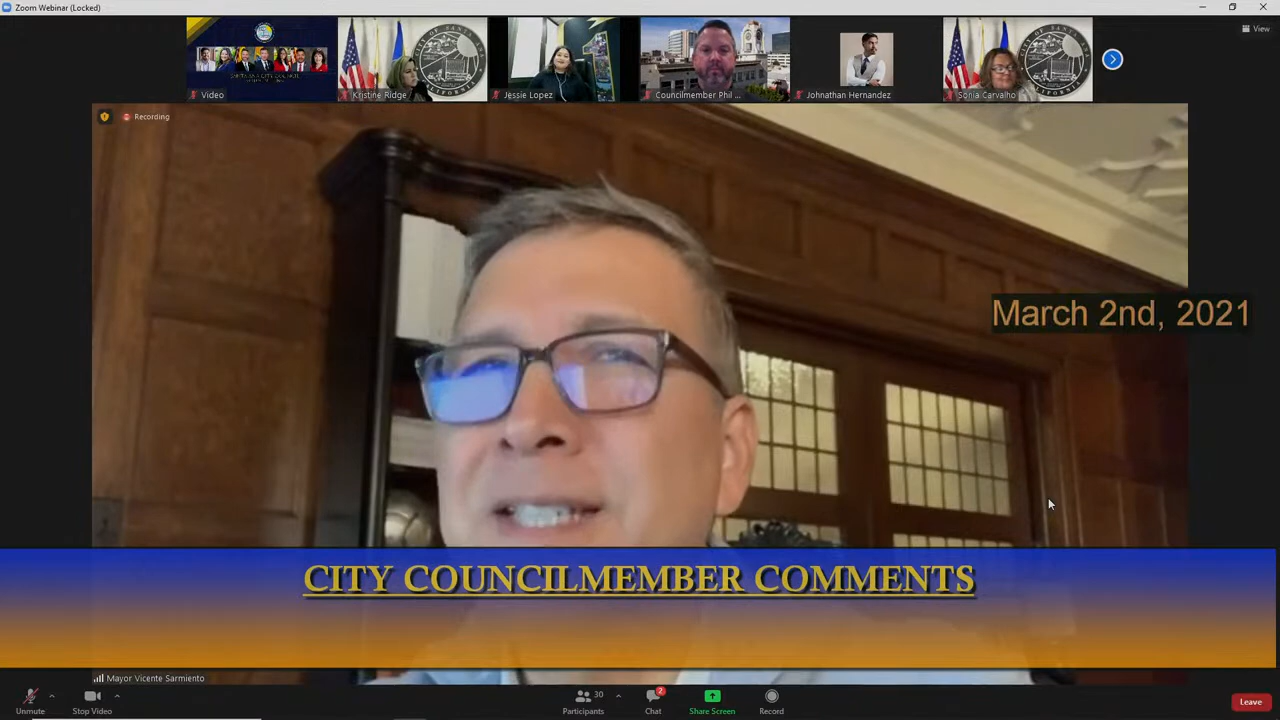 Zoom Webinar (Locked)
View
Video
Kristine Ridge
Jessie Lopez
Councilmember Phil ...
Johnathan Hernandez
Sonia Carvalho
Recording
March 2nd, 2021
CITY COUNCILMEMBER COMMENTS
Mayor Vicente Sarmiento
Unmute
Stop Video
30
Participants
2
Chat
Share Screen
Record
Leave